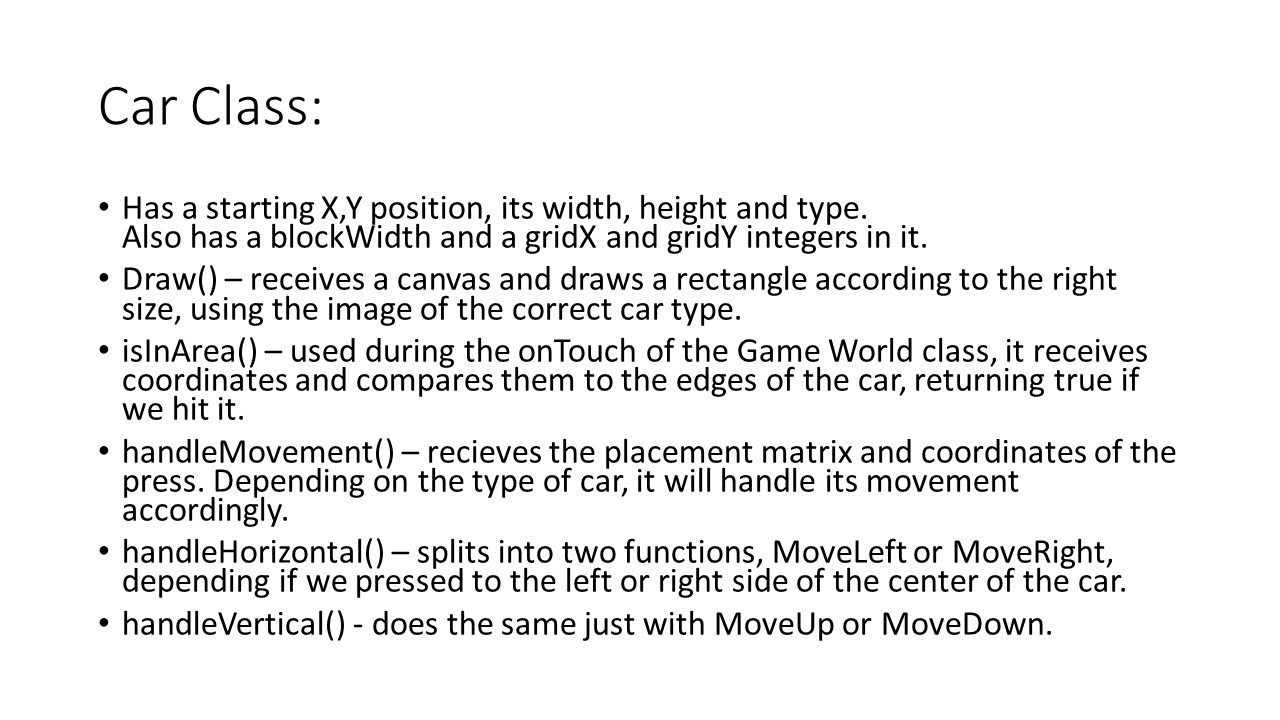 Car Class:
• Has a starting X,Y position, its width, height and type.
Also has a blockWidth and a gridX and gridY integers in it.
• Draw() – receives a canvas and draws a rectangle according to the right
size, using the image of the correct car type.
• isInArea() – used during the onTouch of the Game World class, it receives
coordinates and compares them to the edges of the car, returning true if
we hit it.
• handleMovement() – recieves the placement matrix and coordinates of the
press. Depending on the type of car, it will handle its movement
accordingly.
• handleHorizontal() – splits into two functions, MoveLeft or MoveRight,
depending if we pressed to the left or right side of the center of the car.
• handleVertical() - does the same just with MoveUp or MoveDown.